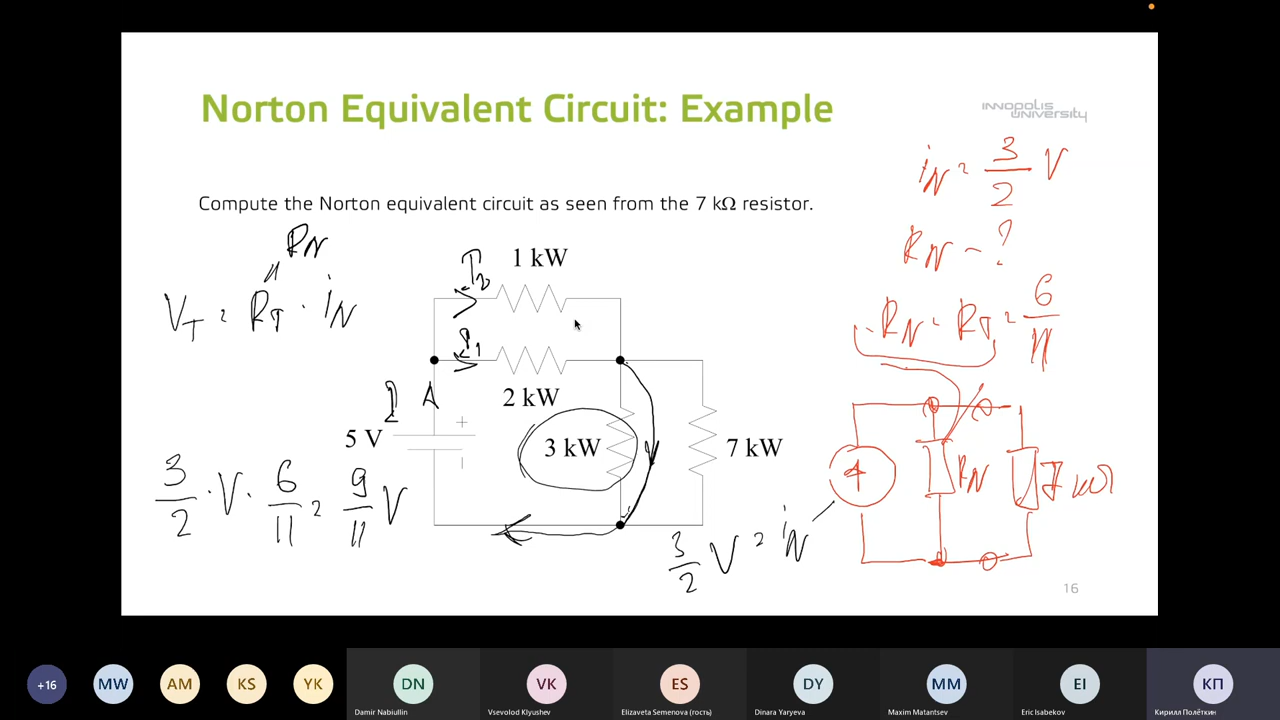 Norton Equivalent Circuit: Example
INNOPOLIS
UNIVERSITY
Compute the Norton equivalent circuit as seen from the 7 kΩ resistor.
iN = 3/2 V
RN - ?
RN = RT = 6/11
RN
VT = RT · iN
I2
1 kW
I1
2 kW
I A
+
5 V
3 kW
7 kW
RN
7 кОм
3/2 · V · 6/11 = 9/11 V
3/2 V = iN
16
+16
MW
AM
KS
YK
DN
VK
ES
DY
MM
EI
КП
Damir Nabiullin
Vsevolod Klyushev
Elizaveta Semenova (гость)
Dinara Yaryeva
Maxim Matantsev
Eric Isabekov
Кирилл Полёткин